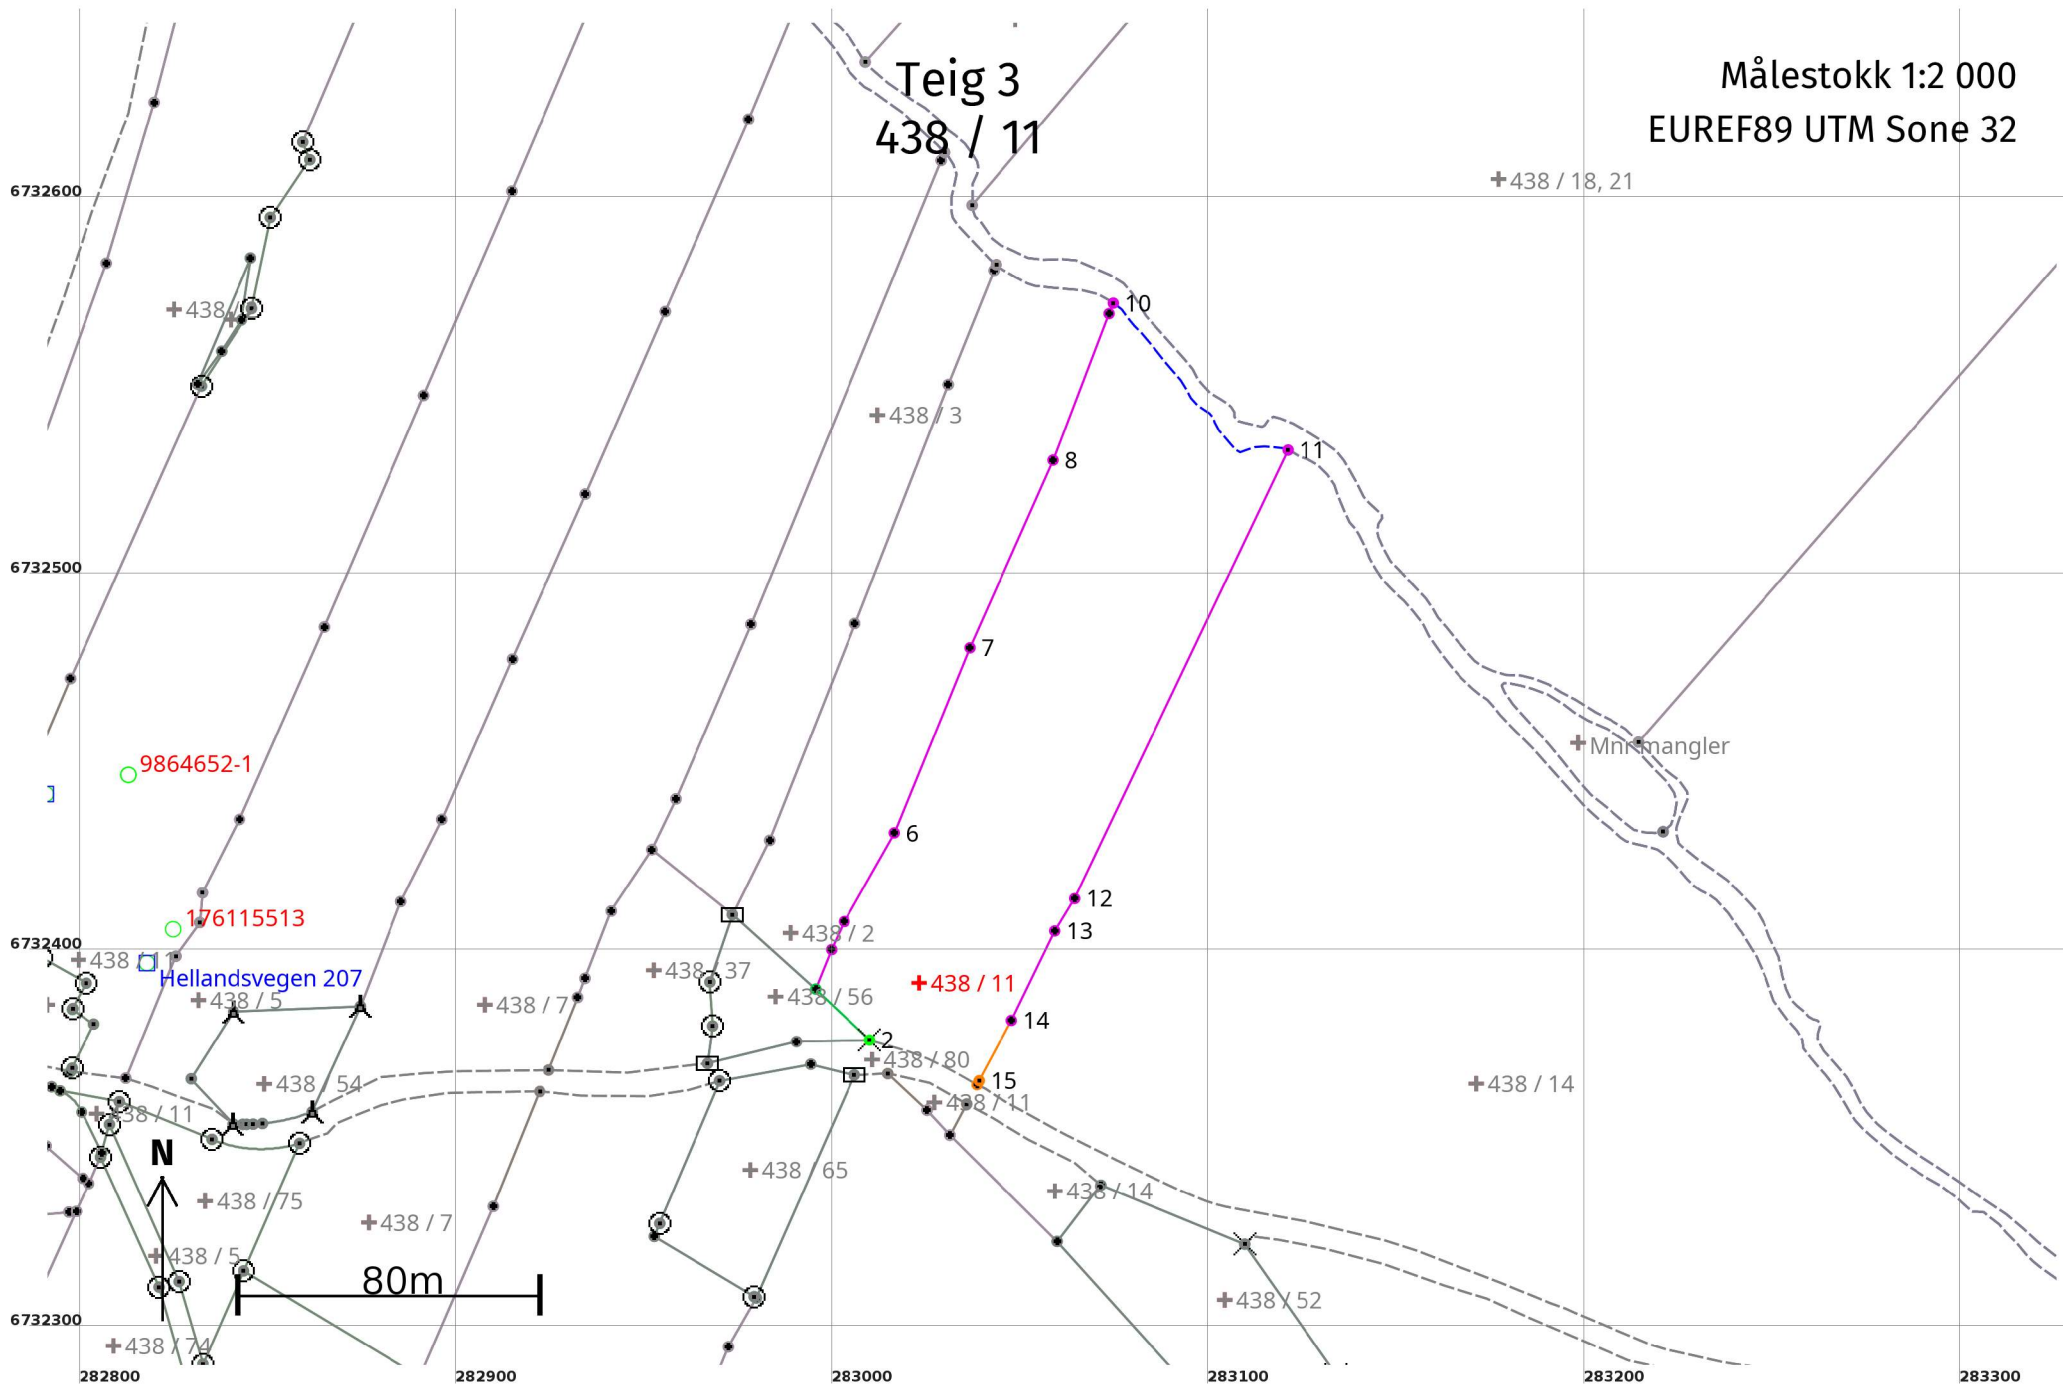 Teig 3
438 / 11
Målestokk 1:2 000
EUREF89 UTM Sone 32
6732600
438 / 18, 21
438 /
10
438 / 3
11
8
6732500
7
Mnr mangler
9864652-1
6
12
176115513
438 / 2
13
6732400
438 / 11
438 / 37
438 / 11
Hellandsvegen 207
438 / 5
438 / 7
438 / 56
14
2
438 / 80
438 / 54
15
438 / 14
438 / 11
438 / 11
N
438 / 65
438 / 14
438 / 75
438 / 7
438 / 5
80m
438 / 52
6732300
438 / 74
282800
282900
283000
283100
283200
283300